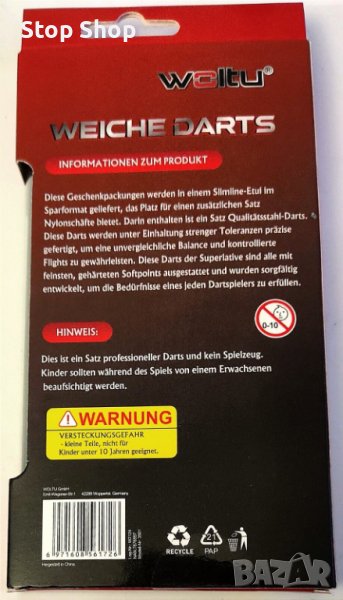 Stop Shop
woltu®
WEICHE DARTS
INFORMATIONEN ZUM PRODUKT
Diese Geschenkpackungen werden in einem Slimline-Etui im
Sparformat geliefert, das Platz für einen zusätzlichen Satz
Nylonschäfte bietet. Darin enthalten ist ein Satz Qualitätsstahl-Darts.
Diese Darts werden unter Einhaltung strenger Toleranzen präzise
gefertigt, um eine unvergleichliche Balance und kontrollierte
Flights zu gewährleisten. Diese Darts der Superlative sind alle mit
feinsten, gehärteten Softpoints ausgestattet und wurden sorgfältig
entwickelt, um die Bedürfnisse eines jeden Dartspielers zu erfüllen.
0-10
HINWEIS:
Dies ist ein Satz professioneller Darts und kein Spielzeug.
Kinder sollten während des Spiels von einem Erwachsenen
beaufsichtigt werden.
WARNUNG
VERSTECKUNGSGEFAHR
- kleine Teile, nicht für
Kinder unter 10 Jahren geeignet.
WOLTU GmbH
42289 Wuppertal, Germany
6 971608 561726
Hergestellt in China
RECYCLE
21
PAP
BAZAR